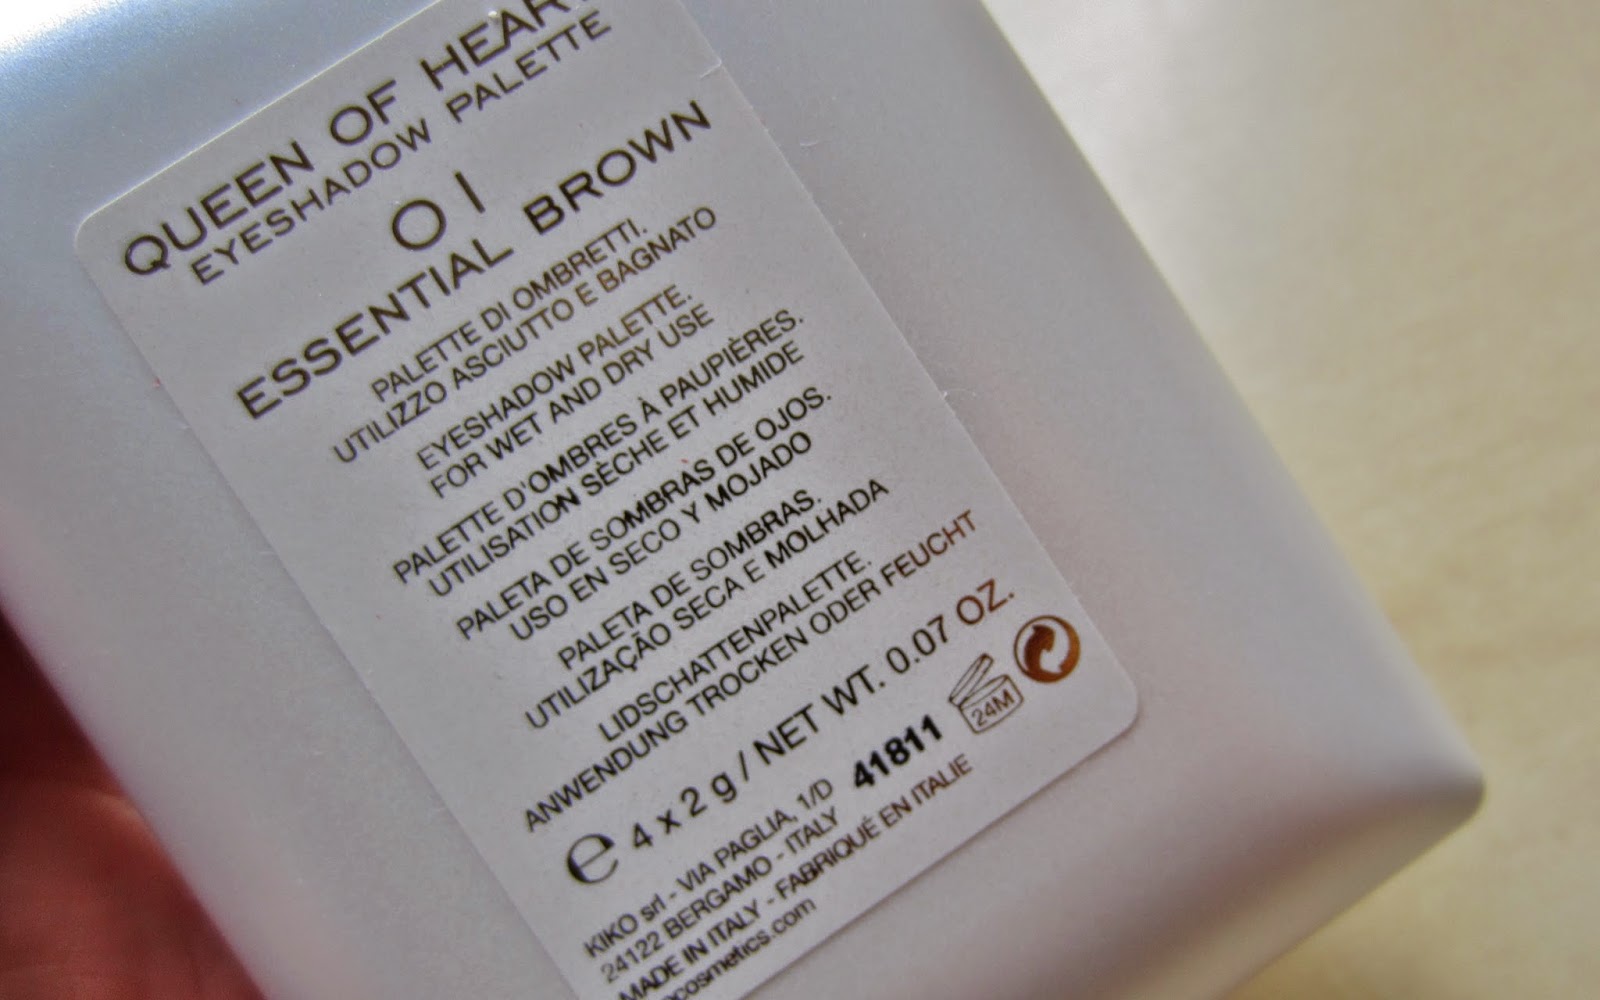 QUEEN OF HEART
EYESHADOW PALETTE
01
ESSENTIAL BROWN
PALETTE DI OMBRETTI.
UTILIZZO ASCIUTTO E BAGNATO
EYESHADOW PALETTE.
FOR WET AND DRY USE
PALETTE D'OMBRES À PAUPIÈRES.
UTILISATION SÈCHE ET HUMIDE
PALETA DE SOMBRAS DE OJOS.
USO EN SECO Y MOJADO
PALETA DE SOMBRAS.
UTILIZAÇÃO SECA E MOLHADA
LIDSCHATTENPALETTE.
ANWENDUNG TROCKEN ODER FEUCHT
℮ 4 x 2 g / NET WT. 0.07 OZ.
24M
KIKO srl - VIA PAGLIA, 1/D 41811
24122 BERGAMO - ITALY
MADE IN ITALY - FABRIQUÉ EN ITALIE
cosmetics.com